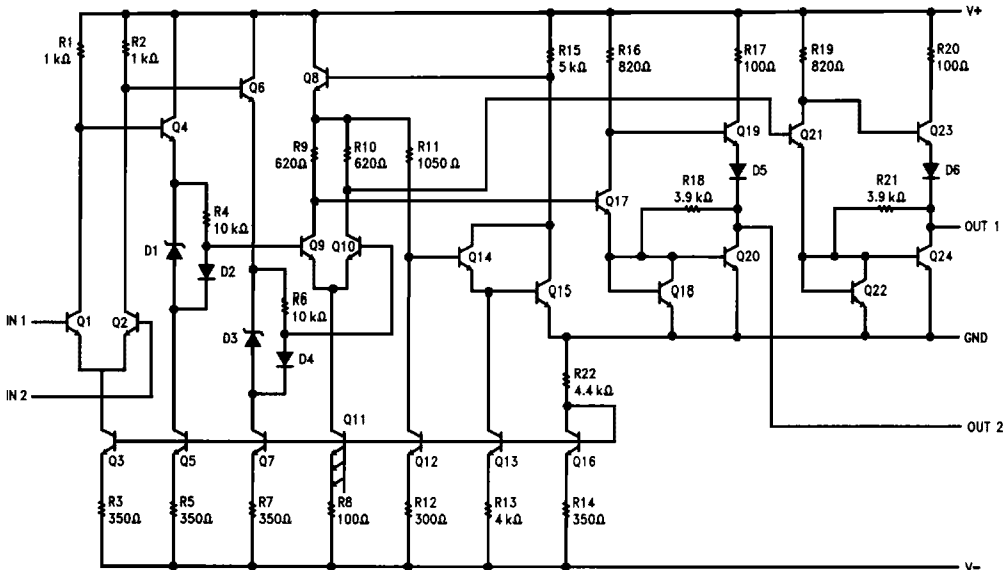 V+
R1
1 kΩ
R2
1 kΩ
Q4
Q6
Q8
R15
5 kΩ
R16
820Ω
R17
100Ω
R19
820Ω
R20
100Ω
R9
620Ω
R10
620Ω
R11
1050 Ω
Q19
Q21
Q23
D5
D6
R18
3.9 kΩ
R21
3.9 kΩ
Q17
R4
10 kΩ
D1
D2
Q9
Q10
Q14
Q20
OUT 1
Q24
R6
10 kΩ
Q15
Q18
Q22
IN 1
Q1
Q2
D3
D4
GND
R22
4.4 kΩ
IN 2
Q11
OUT 2
Q3
Q5
Q7
Q12
Q13
Q16
R3
350Ω
R5
350Ω
R7
350Ω
R8
100Ω
R12
300Ω
R13
4 kΩ
R14
350Ω
V−